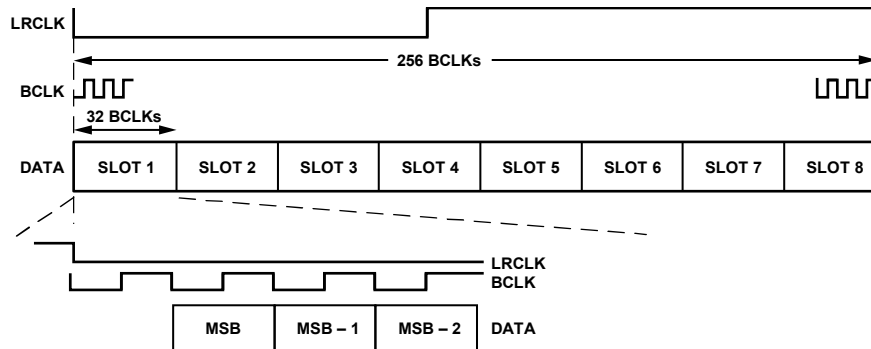 LRCLK
256 BCLKs
BCLK
32 BCLKs
DATA SLOT 1 SLOT 2 SLOT 3 SLOT 4 SLOT 5 SLOT 6 SLOT 7 SLOT 8
LRCLK
BCLK
MSB MSB – 1 MSB – 2 DATA